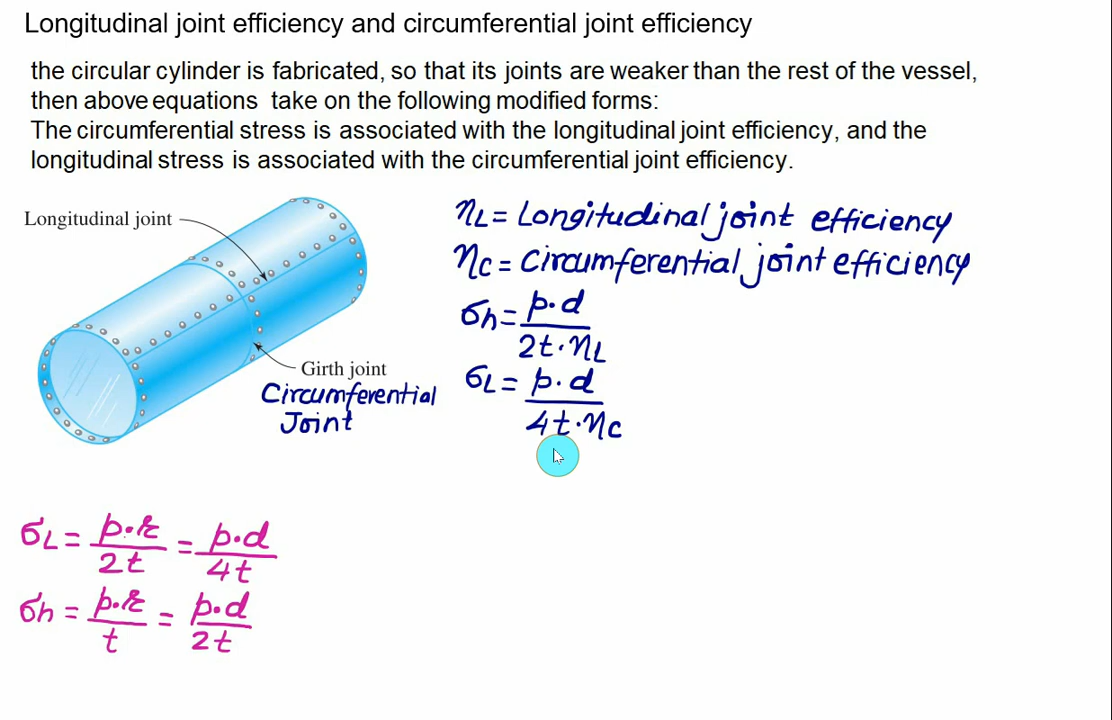 Longitudinal joint efficiency and circumferential joint efficiency
the circular cylinder is fabricated, so that its joints are weaker than the rest of the vessel,
then above equations take on the following modified forms:
The circumferential stress is associated with the longitudinal joint efficiency, and the
longitudinal stress is associated with the circumferential joint efficiency.
Longitudinal joint
Girth joint
Circumferential
Joint
ηL = Longitudinal joint efficiency
ηc = Circumferential joint efficiency
σh = p·d / 2t·ηL
σL = p·d / 4t·ηc
σL = p·r / 2t = p·d / 4t
σh = p·r / t = p·d / 2t